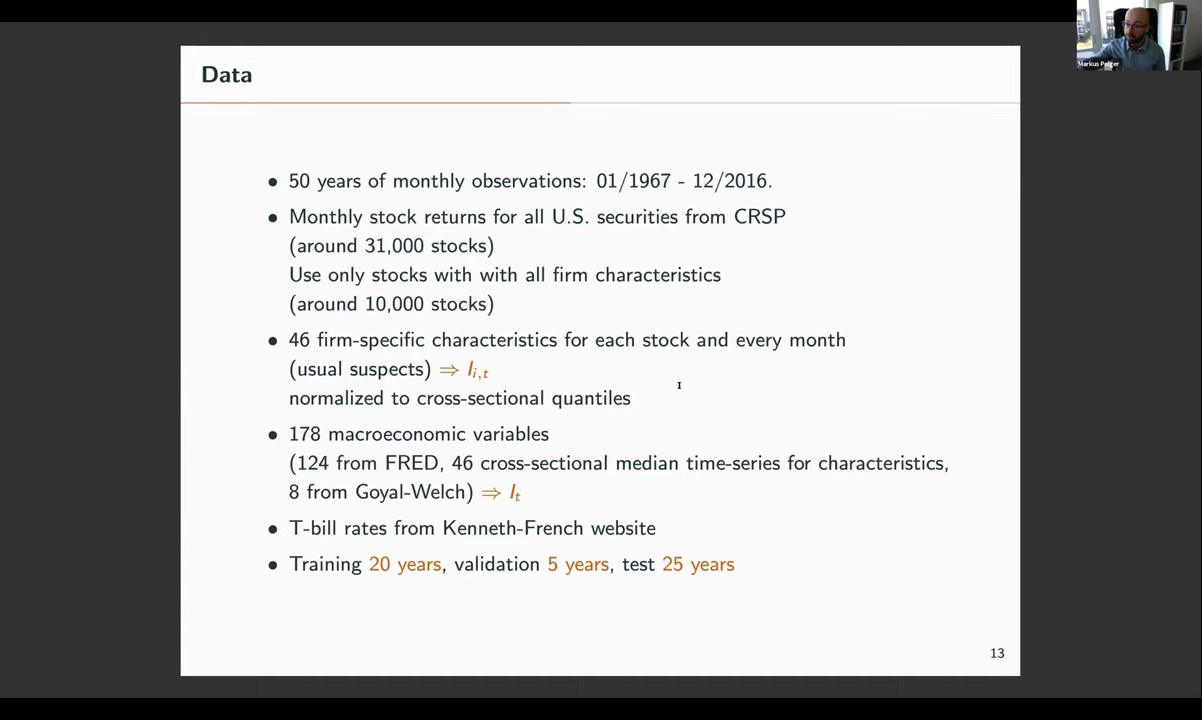 Markus Pelger
Data
• 50 years of monthly observations: 01/1967 - 12/2016.
• Monthly stock returns for all U.S. securities from CRSP
(around 31,000 stocks)
Use only stocks with with all firm characteristics
(around 10,000 stocks)
• 46 firm-specific characteristics for each stock and every month
(usual suspects) ⇒ I_{i,t}
normalized to cross-sectional quantiles
• 178 macroeconomic variables
(124 from FRED, 46 cross-sectional median time-series for characteristics,
8 from Goyal-Welch) ⇒ I_t
• T-bill rates from Kenneth-French website
• Training 20 years, validation 5 years, test 25 years
13